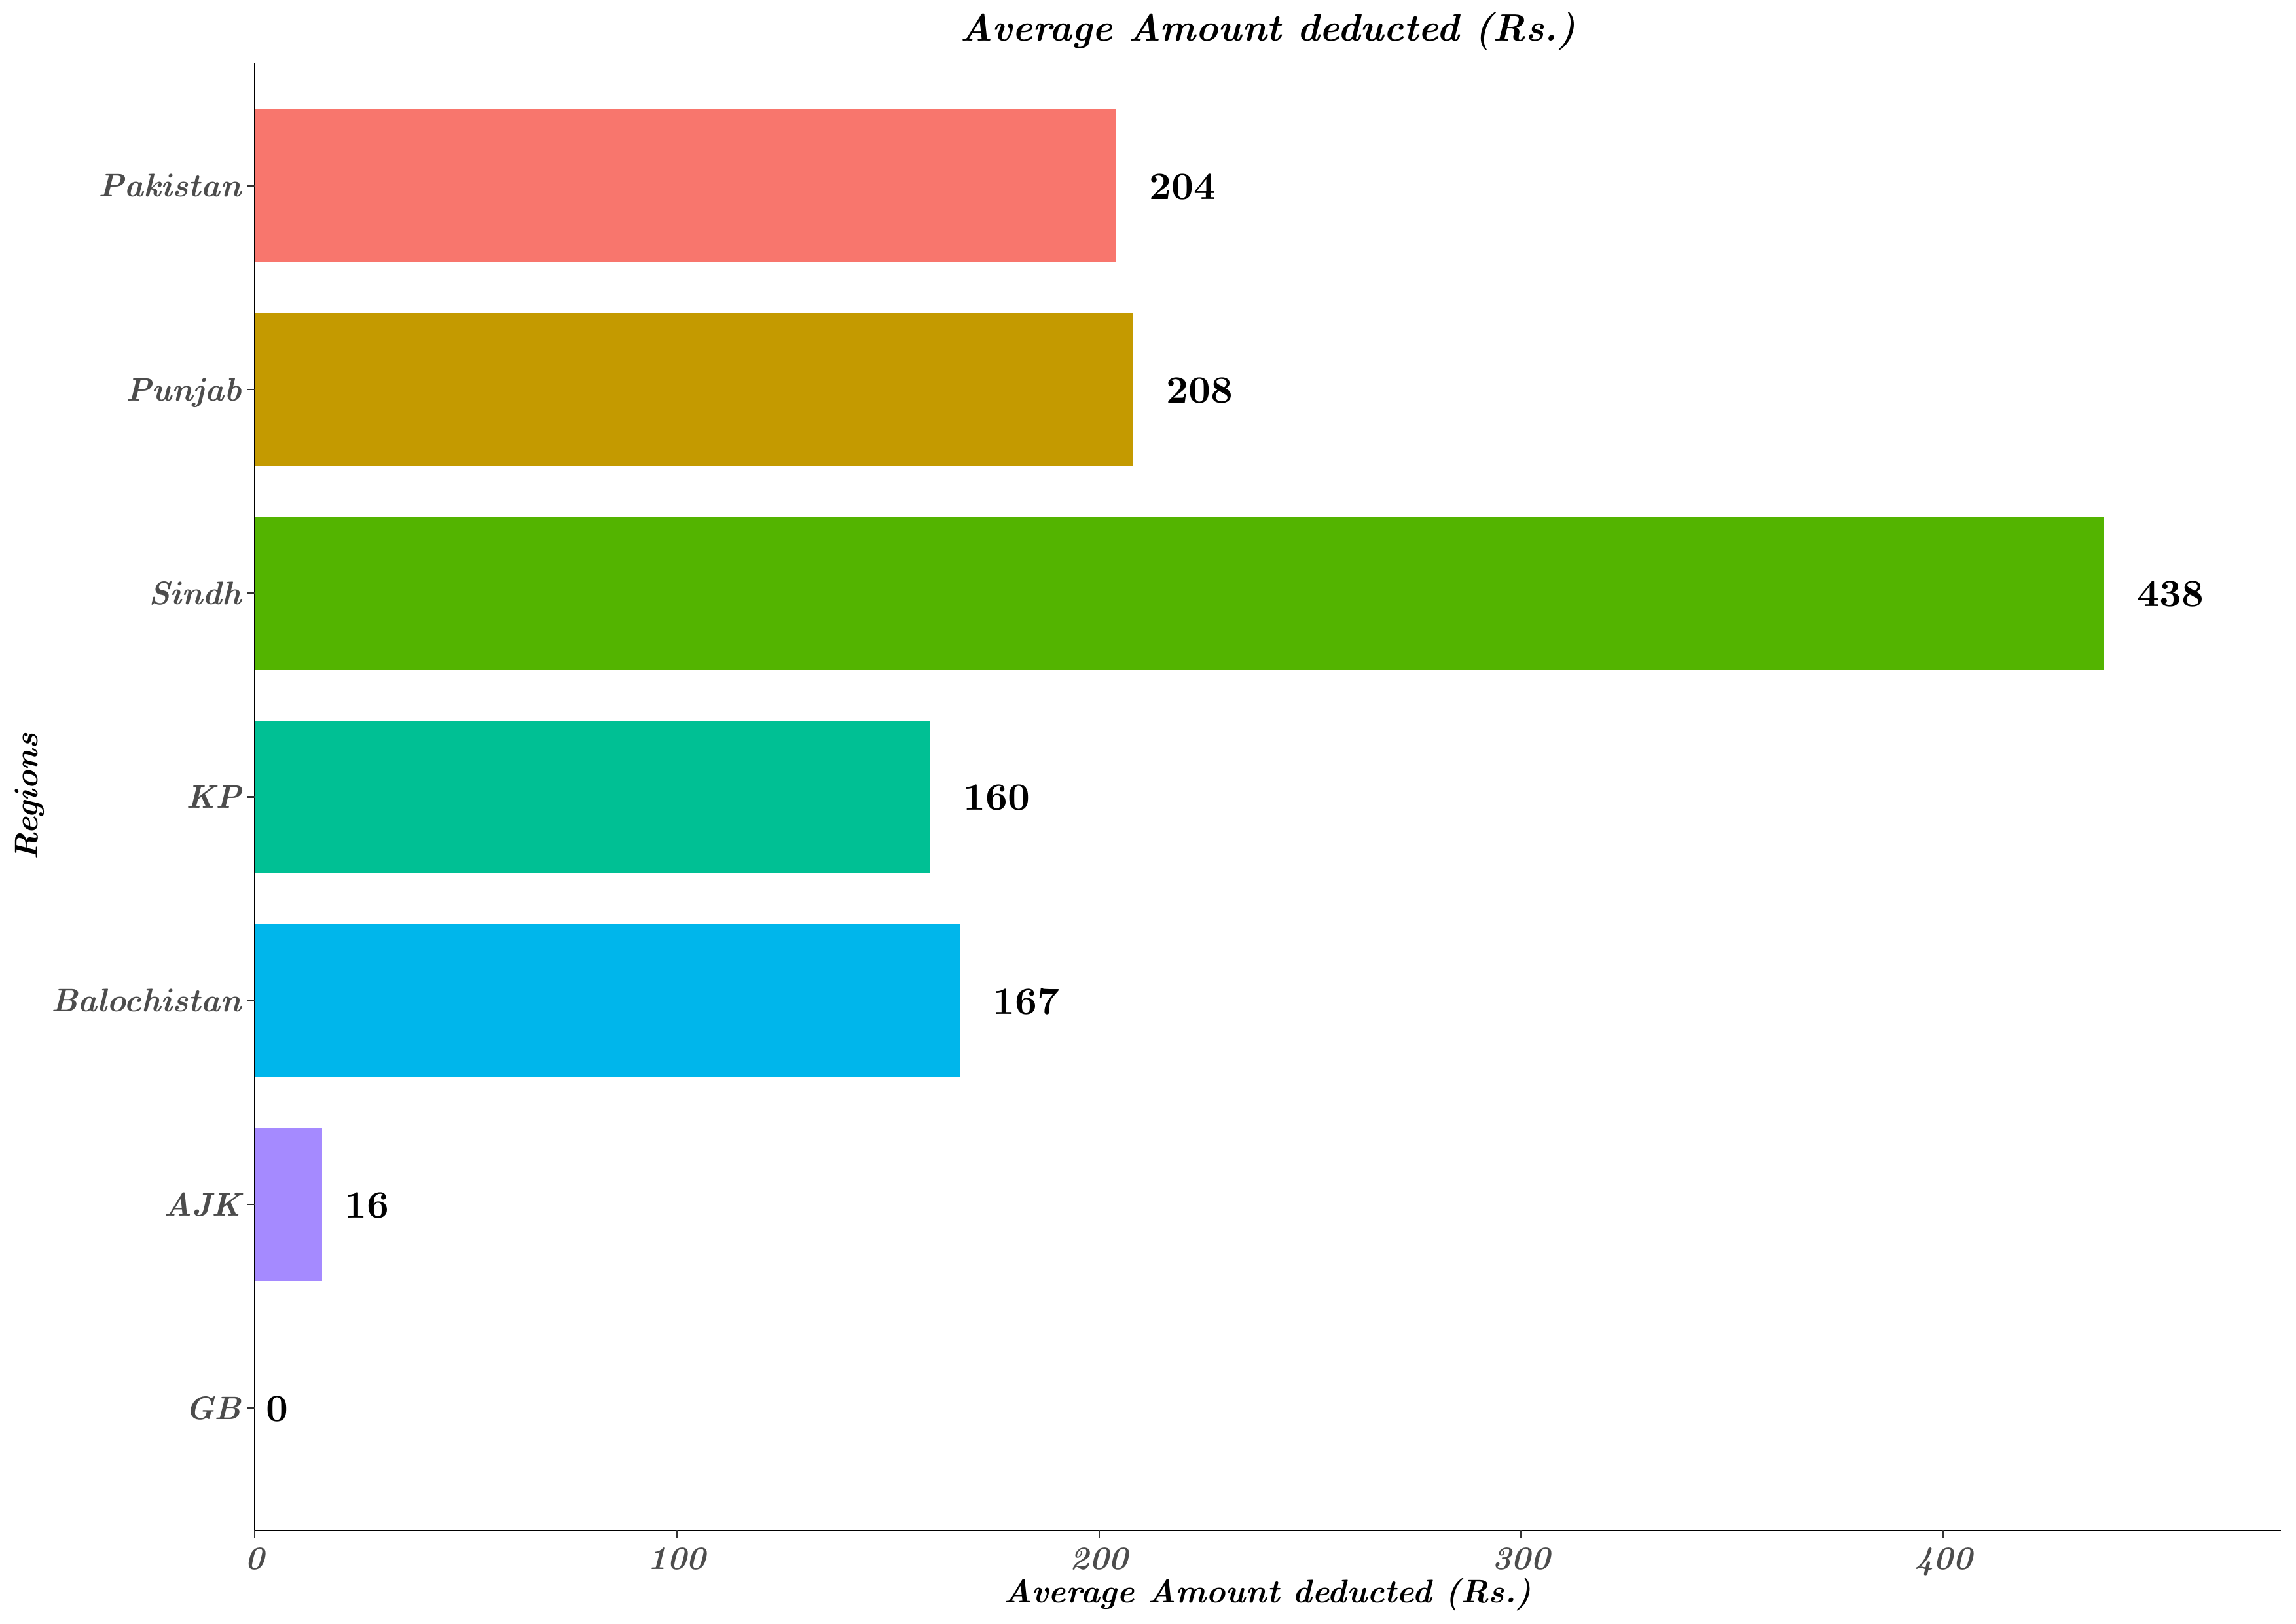 Average Amount deducted (Rs.)
Pakistan
204
Punjab
208
Sindh
438
Regions
KP
160
Balochistan
167
AJK
16
GB
0
0 100 200 300 400
Average Amount deducted (Rs.)